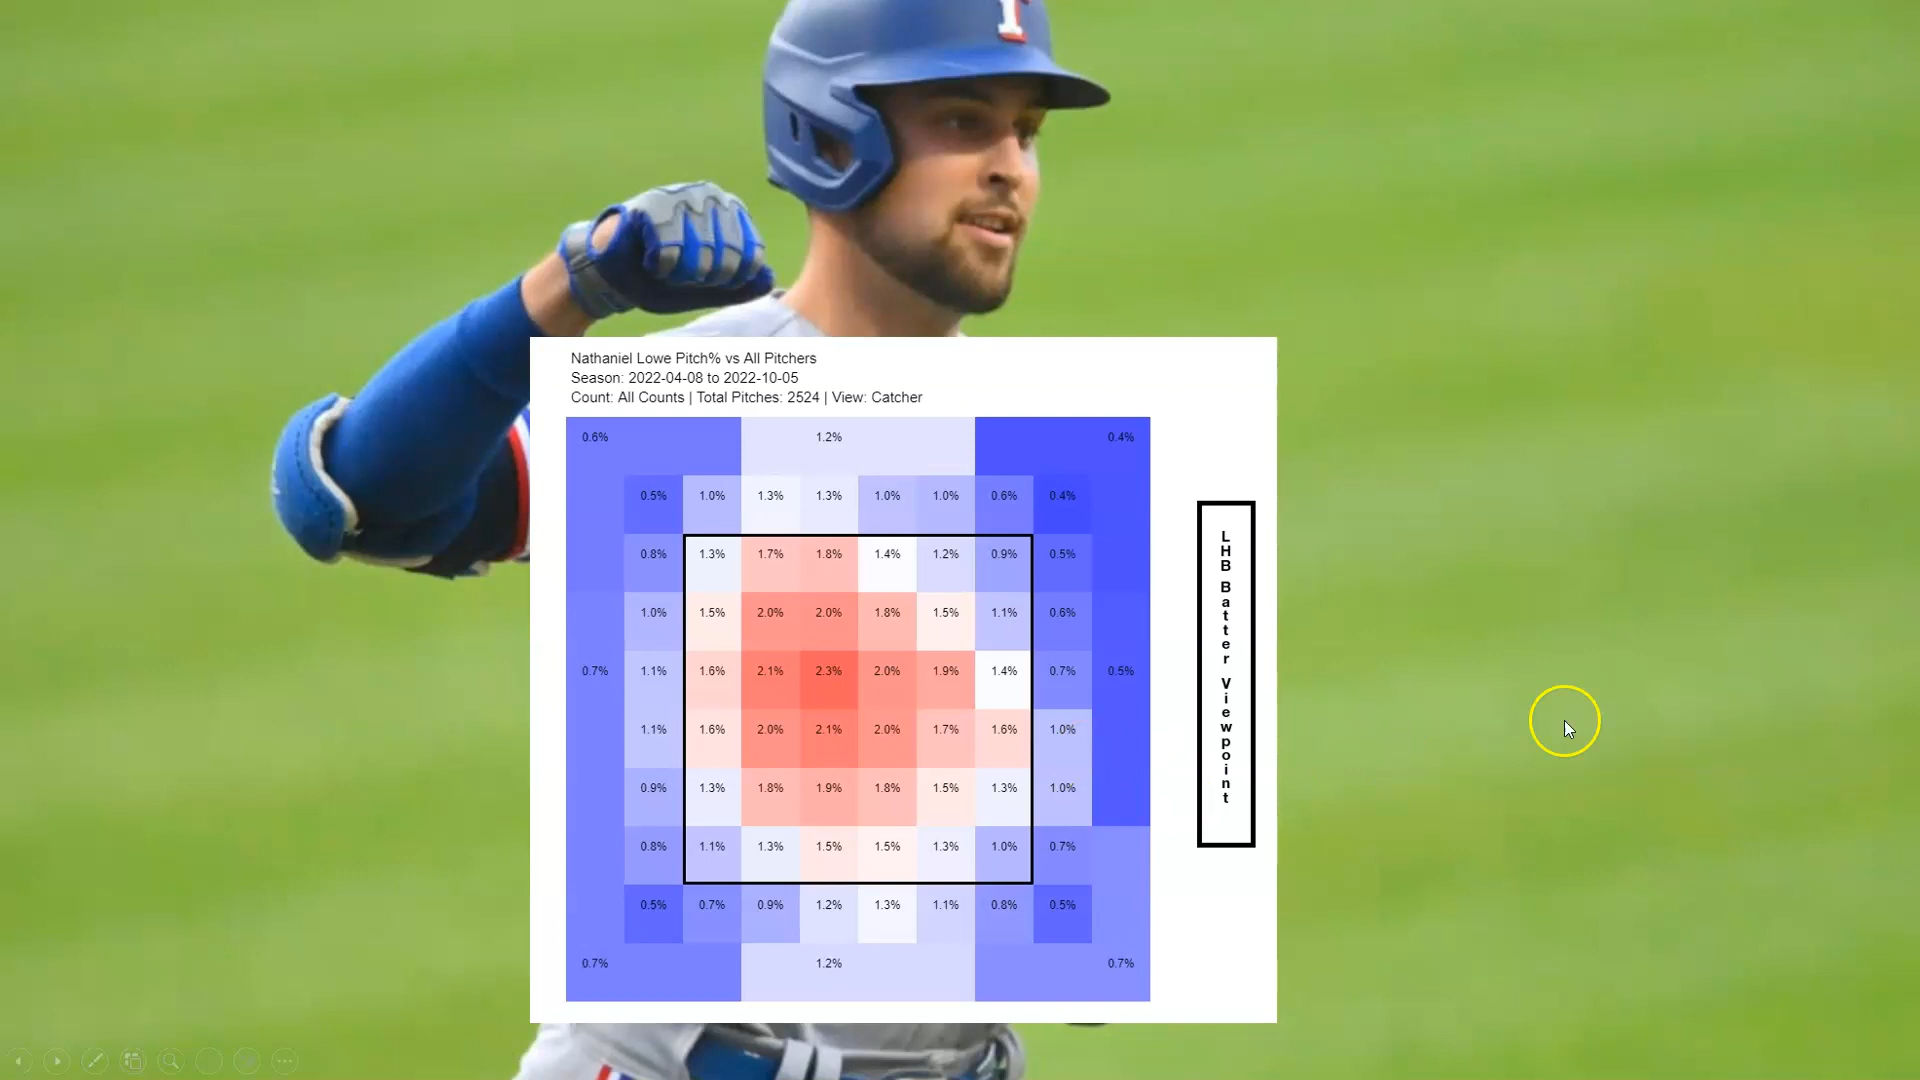 Nathaniel Lowe Pitch% vs All Pitchers
Season: 2022-04-08 to 2022-10-05
Count: All Counts | Total Pitches: 2524 | View: Catcher
0.6% 1.2% 0.4%
0.5% 1.0% 1.3% 1.3% 1.0% 1.0% 0.6% 0.4%
0.8% 1.3% 1.7% 1.8% 1.4% 1.2% 0.9% 0.5%
1.0% 1.5% 2.0% 2.0% 1.8% 1.5% 1.1% 0.6%
0.7% 1.1% 1.6% 2.1% 2.3% 2.0% 1.9% 1.4% 0.7% 0.5%
1.1% 1.6% 2.0% 2.1% 2.0% 1.7% 1.6% 1.0%
0.9% 1.3% 1.8% 1.9% 1.8% 1.5% 1.3% 1.0%
0.8% 1.1% 1.3% 1.5% 1.5% 1.3% 1.0% 0.7%
0.5% 0.7% 0.9% 1.2% 1.3% 1.1% 0.8% 0.5%
0.7% 1.2% 0.7%
LHB Batter Viewpoint